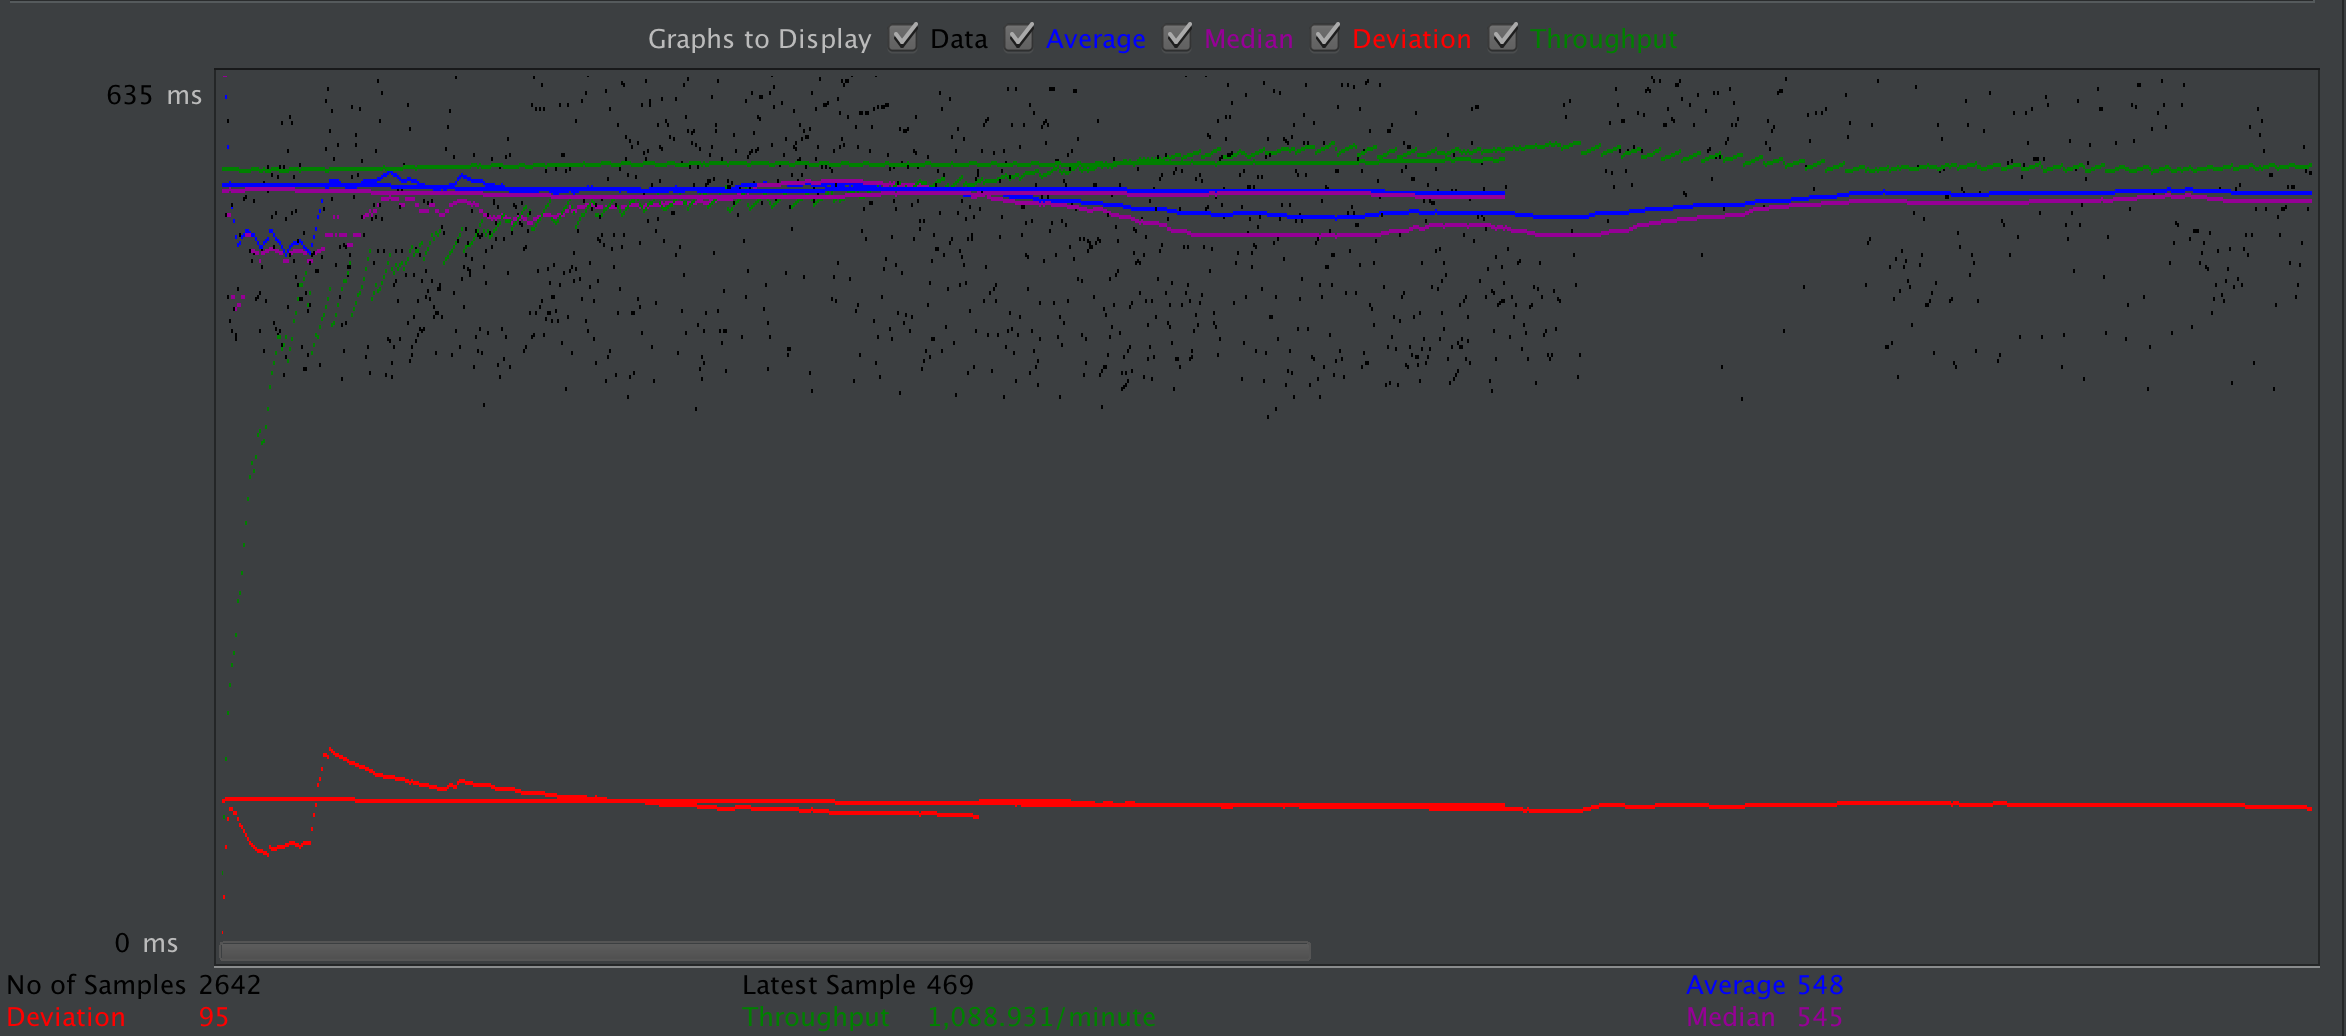 Graphs to Display Data Average Median Deviation Throughput
635 ms
0 ms
No of Samples 2642 Latest Sample 469 Average 548
Deviation 95 Throughput 1,088.931/minute Median 545